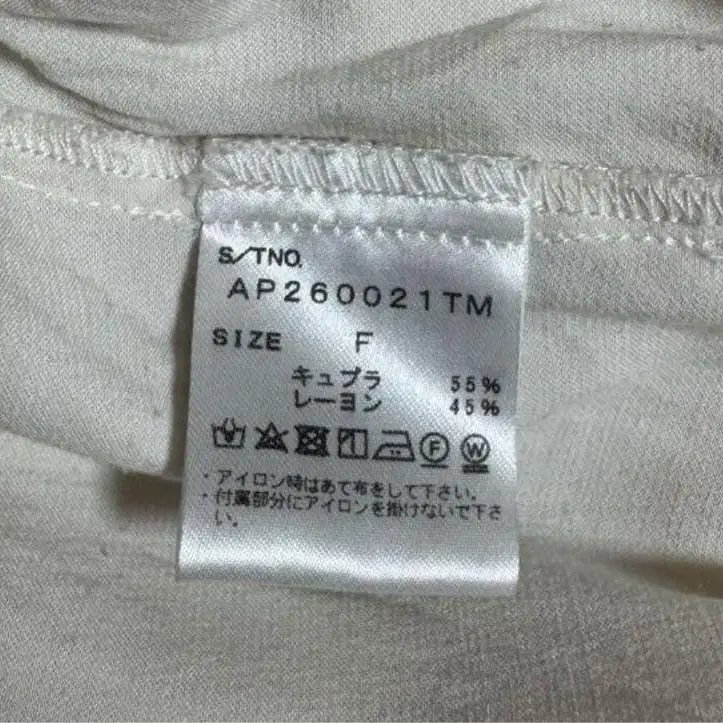 S/TNO.
AP260021TM
SIZE F
キュプラ 55%
レーヨン 45%
F W
・アイロン時はあて布をして下さい。
・付属部分にアイロンを掛けないで下さ
い。